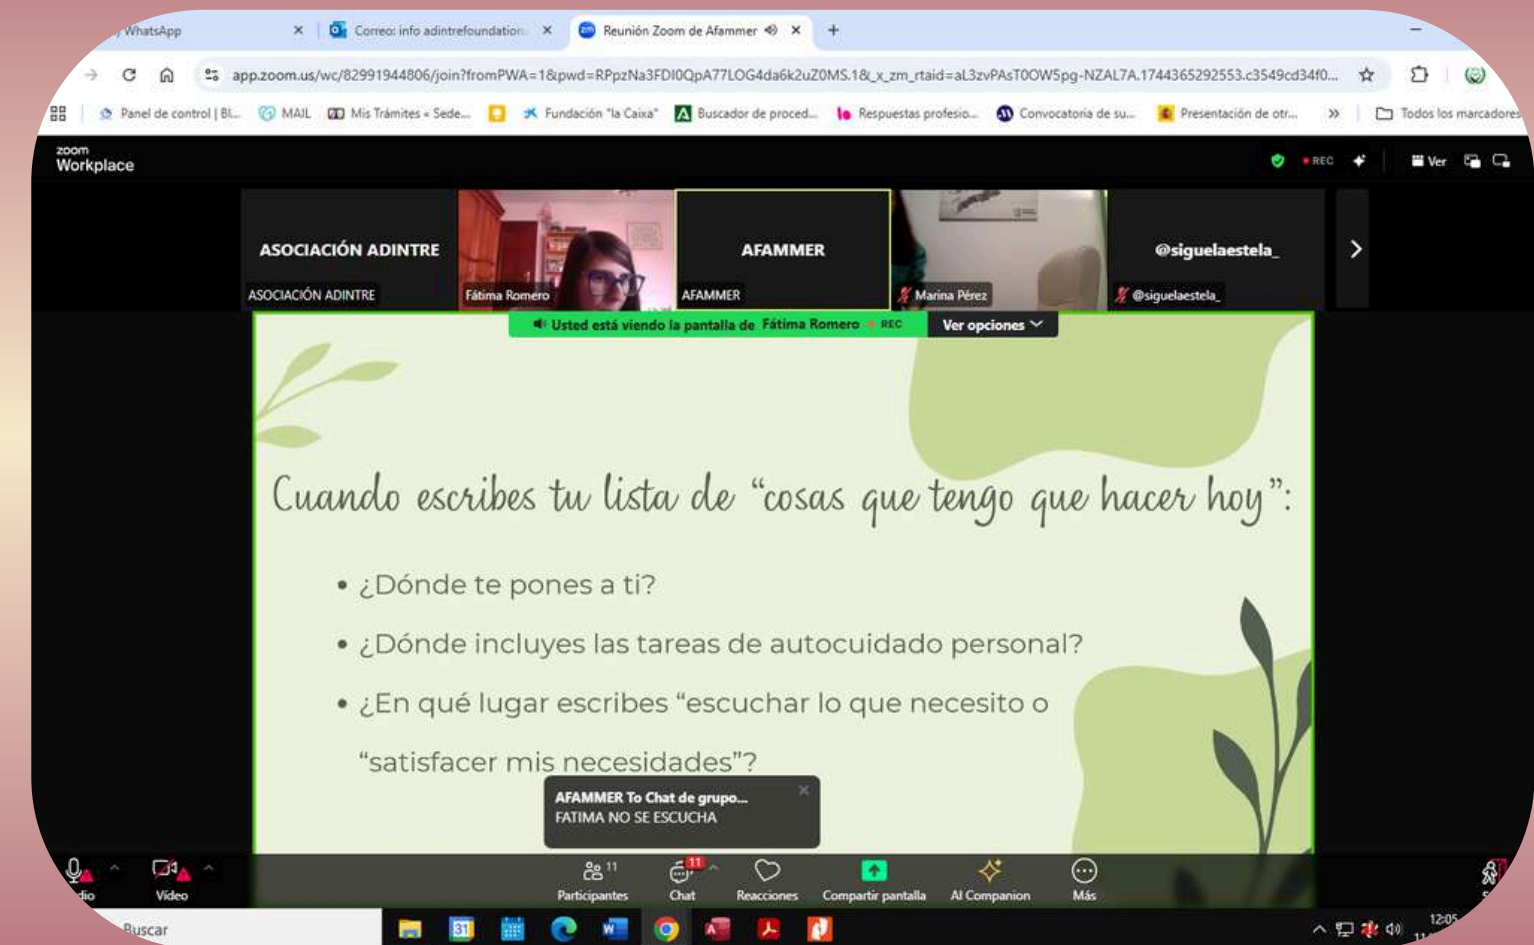 WhatsApp
Correo: info adintrefoundation
Reunión Zoom de Afammer
app.zoom.us/wc/82991944806/join?fromPWA=1&pwd=RPpzNa3FDI0QpA77LOG4da6k2uZ0MS.1&_x_zm_rtaid=aL3zvPAsT0OW5pg-NZAL7A.1744365292553.c3549cd34f0...
Panel de control | Bl...
MAIL
Mis Trámites « Sede...
Fundación "la Caixa"
Buscador de proced...
Respuestas profesio...
Convocatoria de su...
Presentación de otr...
Todos los marcadores
zoom
Workplace
REC
Ver
ASOCIACIÓN ADINTRE
AFAMMER
@siguelaestela_
ASOCIACIÓN ADINTRE
Fátima Romero
AFAMMER
Marina Pérez
@siguelaestela_
Usted está viendo la pantalla de Fátima Romero REC
Ver opciones
Cuando escribes tu lista de “cosas que tengo que hacer hoy”:
• ¿Dónde te pones a ti?
• ¿Dónde incluyes las tareas de autocuidado personal?
• ¿En qué lugar escribes “escuchar lo que necesito o
“satisfacer mis necesidades”?
AFAMMER To Chat de grupo...
FATIMA NO SE ESCUCHA
11
11
Vídeo
Participantes
Chat
Reacciones
Compartir pantalla
AI Companion
Más
Buscar
31
12:05